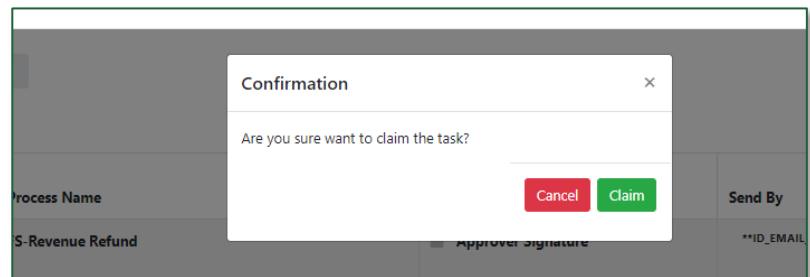 Confirmation ×
Are you sure want to claim the task?
Cancel Claim
Process Name Send By
S-Revenue Refund Approver Signature **ID_EMAIL_